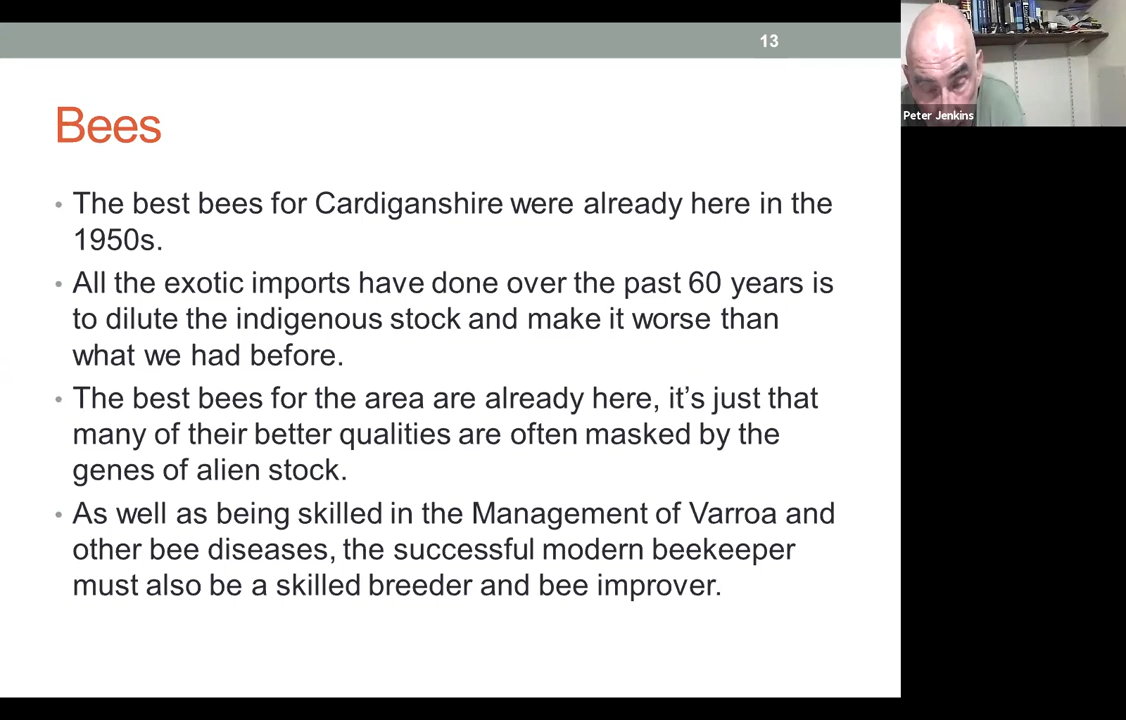 13
Peter Jenkins
Bees
• The best bees for Cardiganshire were already here in the
1950s.
• All the exotic imports have done over the past 60 years is
to dilute the indigenous stock and make it worse than
what we had before.
• The best bees for the area are already here, it’s just that
many of their better qualities are often masked by the
genes of alien stock.
• As well as being skilled in the Management of Varroa and
other bee diseases, the successful modern beekeeper
must also be a skilled breeder and bee improver.